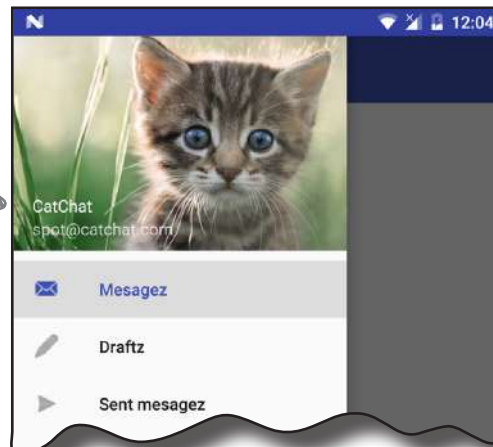 12:04
CatChat
spot@catchat.com
Mesagez
Draftz
Sent mesagez